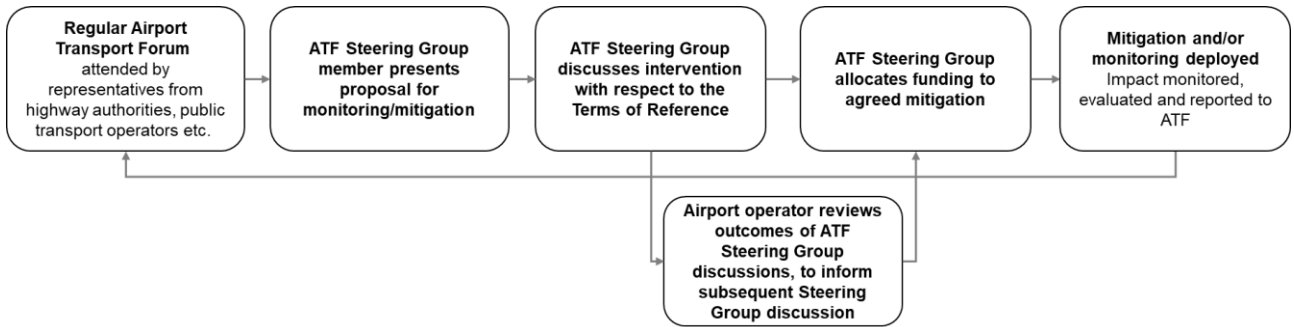 Regular Airport
Transport Forum
attended by
representatives from
highway authorities, public
transport operators etc.
ATF Steering Group
member presents
proposal for
monitoring/mitigation
ATF Steering Group
discusses intervention
with respect to the
Terms of Reference
ATF Steering Group
allocates funding to
agreed mitigation
Mitigation and/or
monitoring deployed
Impact monitored,
evaluated and reported to
ATF
Airport operator reviews
outcomes of ATF
Steering Group
discussions, to inform
subsequent Steering
Group discussion